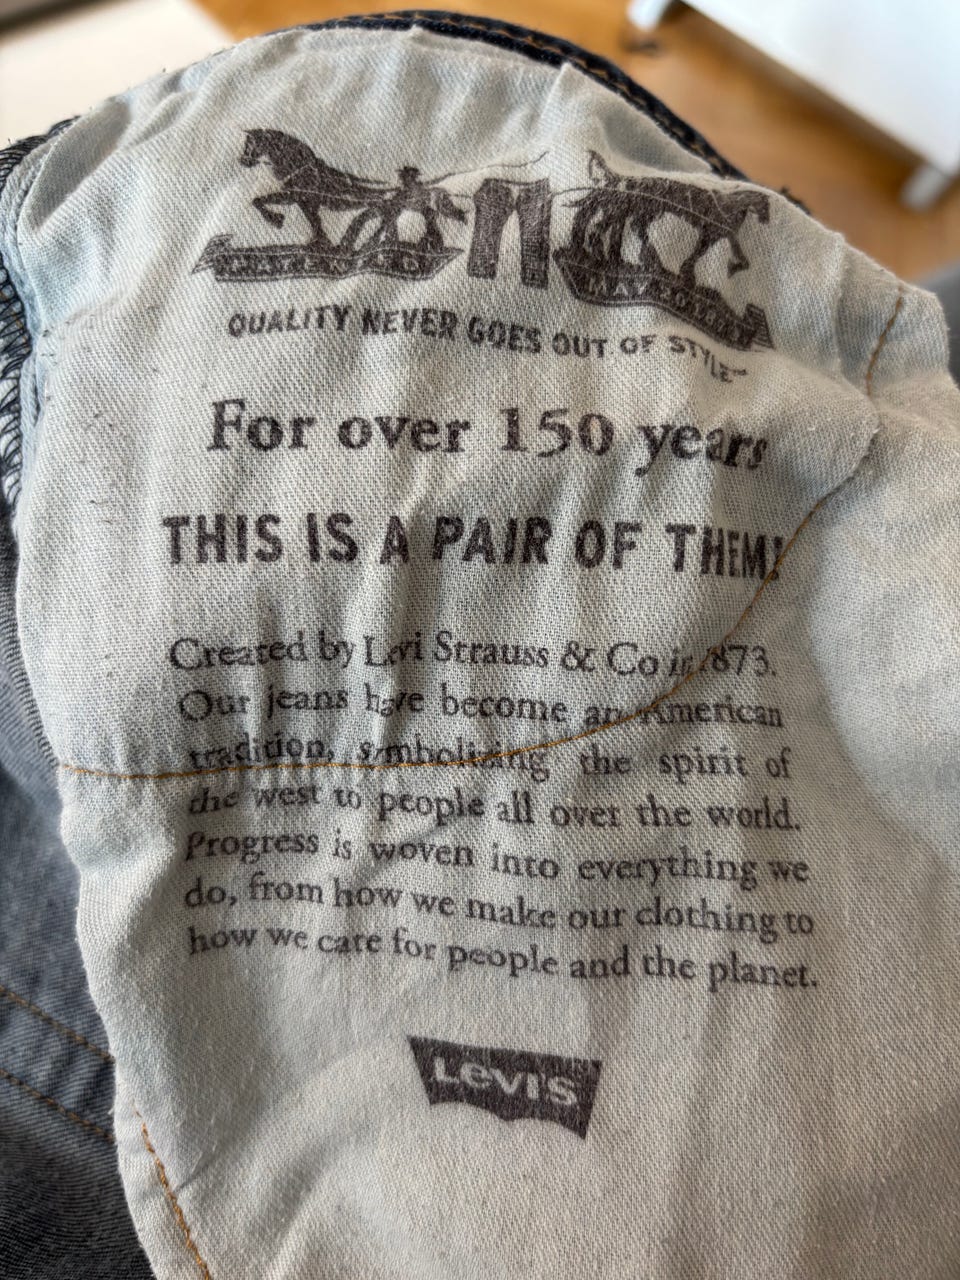 QUALITY NEVER GOES OUT OF STYLE™
For over 150 years
THIS IS A PAIR OF THEM!
Created by Levi Strauss & Co in 1873.
Our jeans have become an American
tradition, symbolizing the spirit of
the west to people all over the world.
Progress is woven into everything we
do, from how we make our clothing to
how we care for people and the planet.
LEVI'S